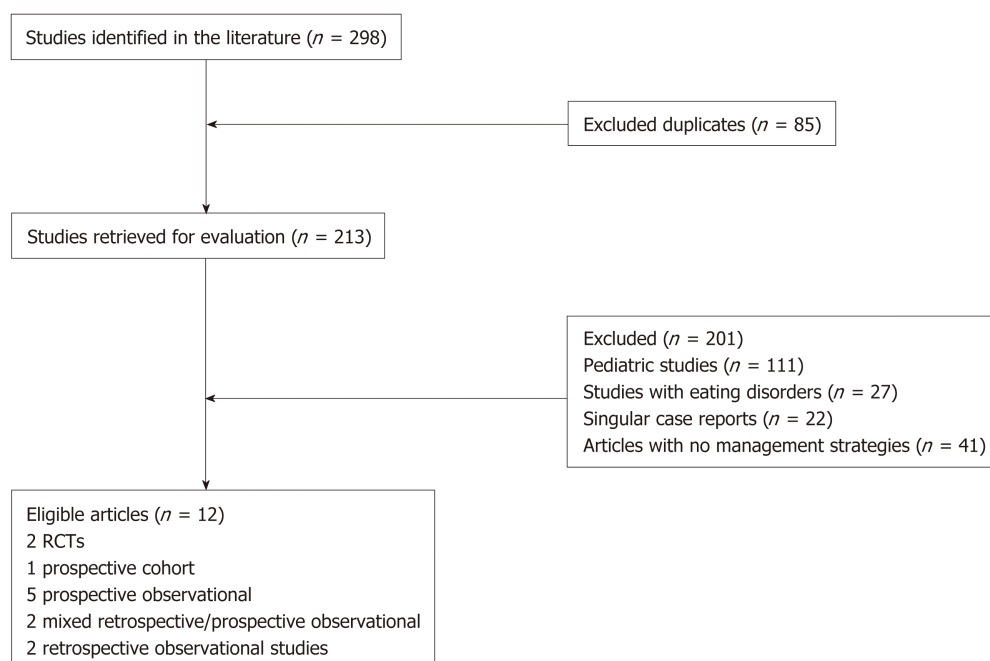 Studies identified in the literature (n = 298)
Excluded duplicates (n = 85)
Studies retrieved for evaluation (n = 213)
Excluded (n = 201)
Pediatric studies (n = 111)
Studies with eating disorders (n = 27)
Singular case reports (n = 22)
Articles with no management strategies (n = 41)
Eligible articles (n = 12)
2 RCTs
1 prospective cohort
5 prospective observational
2 mixed retrospective/prospective observational
2 retrospective observational studies